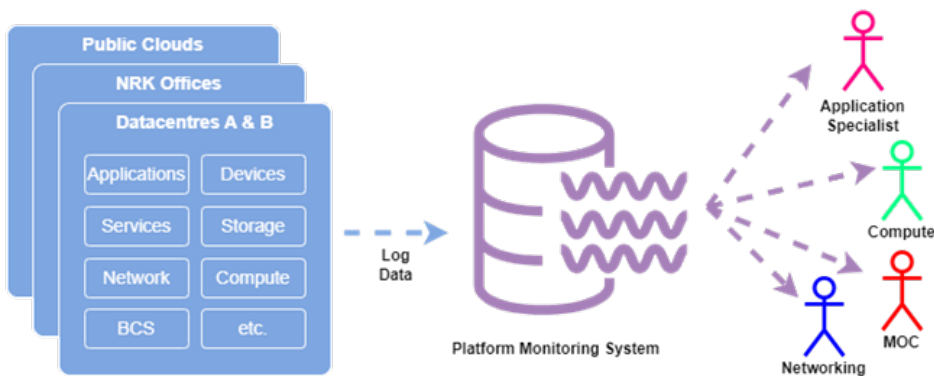 Public Clouds
NRK Offices
Datacentres A & B
Applications
Devices
Services
Storage
Network
Compute
BCS
etc.
Log
Data
Platform Monitoring System
Application
Specialist
Compute
MOC
Networking